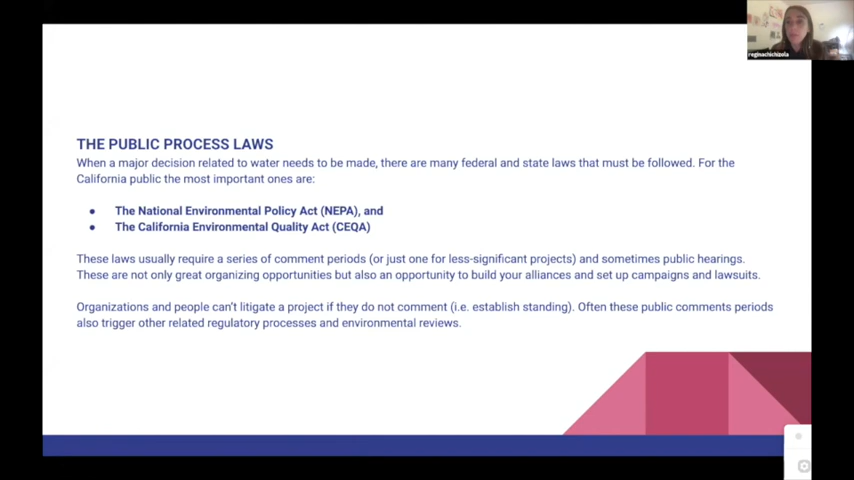 reginachichizola
THE PUBLIC PROCESS LAWS
When a major decision related to water needs to be made, there are many federal and state laws that must be followed. For the
California public the most important ones are:
● The National Environmental Policy Act (NEPA), and
● The California Environmental Quality Act (CEQA)
These laws usually require a series of comment periods (or just one for less-significant projects) and sometimes public hearings.
These are not only great organizing opportunities but also an opportunity to build your alliances and set up campaigns and lawsuits.
Organizations and people can't litigate a project if they do not comment (i.e. establish standing). Often these public comments periods
also trigger other related regulatory processes and environmental reviews.